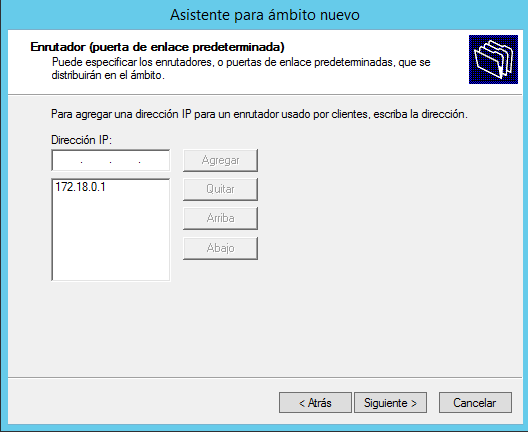 Asistente para ámbito nuevo
Enrutador (puerta de enlace predeterminada)
Puede especificar los enrutadores, o puertas de enlace predeterminadas, que se
distribuirán en el ámbito.
Para agregar una dirección IP para un enrutador usado por clientes, escriba la dirección.
Dirección IP:
. . .
Agregar
172.18.0.1
Quitar
Arriba
Abajo
< Atrás Siguiente > Cancelar